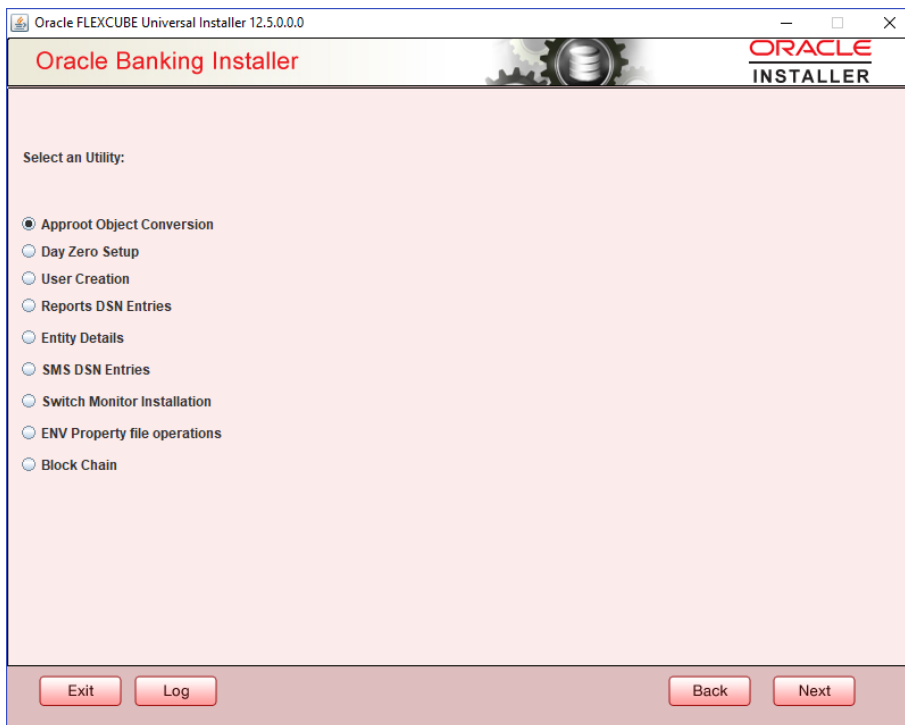 Oracle FLEXCUBE Universal Installer 12.5.0.0.0
Oracle Banking Installer
ORACLE
INSTALLER
Select an Utility:
Approot Object Conversion
Day Zero Setup
User Creation
Reports DSN Entries
Entity Details
SMS DSN Entries
Switch Monitor Installation
ENV Property file operations
Block Chain
Exit
Log
Back
Next